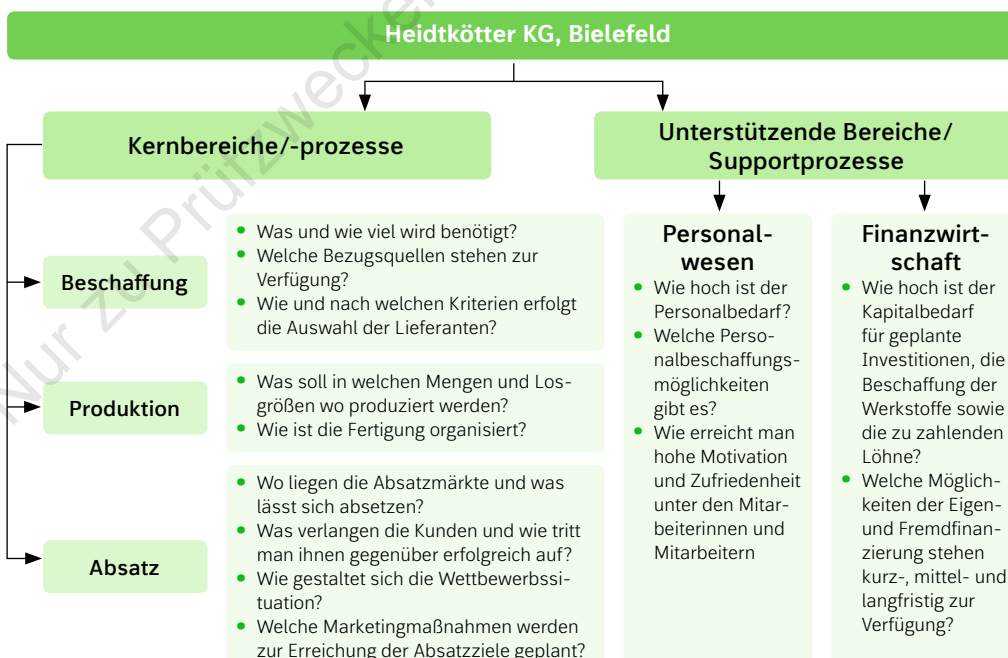 Heidtkötter KG, Bielefeld
Kernbereiche/-prozesse
Unterstützende Bereiche/
Supportprozesse
Beschaffung
• Was und wie viel wird benötigt?
• Welche Bezugsquellen stehen zur
Verfügung?
• Wie und nach welchen Kriterien erfolgt
die Auswahl der Lieferanten?
Produktion
• Was soll in welchen Mengen und Los-
größen wo produziert werden?
• Wie ist die Fertigung organisiert?
Absatz
• Wo liegen die Absatzmärkte und was
lässt sich absetzen?
• Was verlangen die Kunden und wie tritt
man ihnen gegenüber erfolgreich auf?
• Wie gestaltet sich die Wettbewerbssi-
tuation?
• Welche Marketingmaßnahmen werden
zur Erreichung der Absatzziele geplant?
Personal-
wesen
• Wie hoch ist der
Personalbedarf?
• Welche Perso-
nalbeschaffungs-
möglichkeiten
gibt es?
• Wie erreicht man
hohe Motivation
und Zufriedenheit
unter den Mitar-
beiterinnen und
Mitarbeitern
Finanzwirt-
schaft
• Wie hoch ist der
Kapitalbedarf
für geplante
Investitionen, die
Beschaffung der
Werkstoffe sowie
die zu zahlenden
Löhne?
• Welche Möglich-
keiten der Eigen-
und Fremdfinan-
zierung stehen
kurz-, mittel- und
langfristig zur
Verfügung?
Nur zu Prüfzwecken